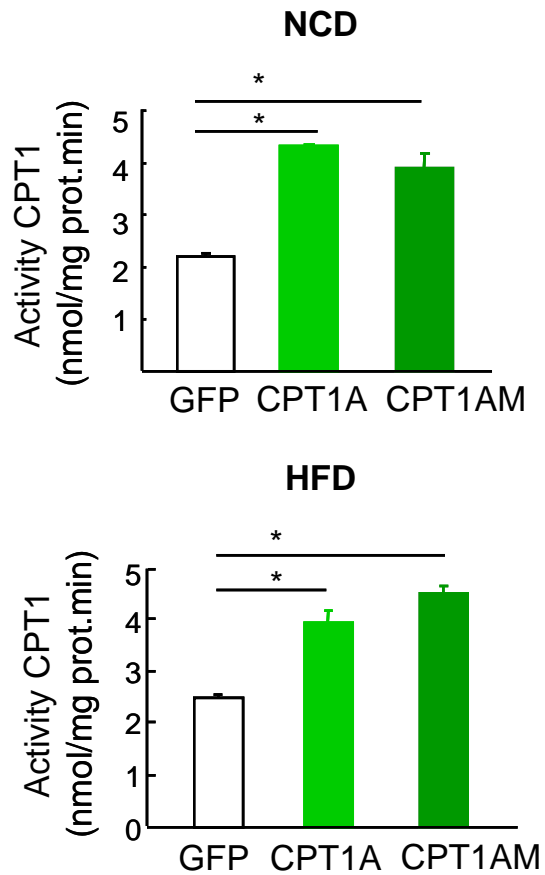 NCD
*
*
Activity CPT1
(nmol/mg prot.min)
5
4
3
2
1
GFP CPT1A CPT1AM
HFD
*
*
Activity CPT1
(nmol/mg prot.min)
5
4
3
2
1
0
GFP CPT1A CPT1AM